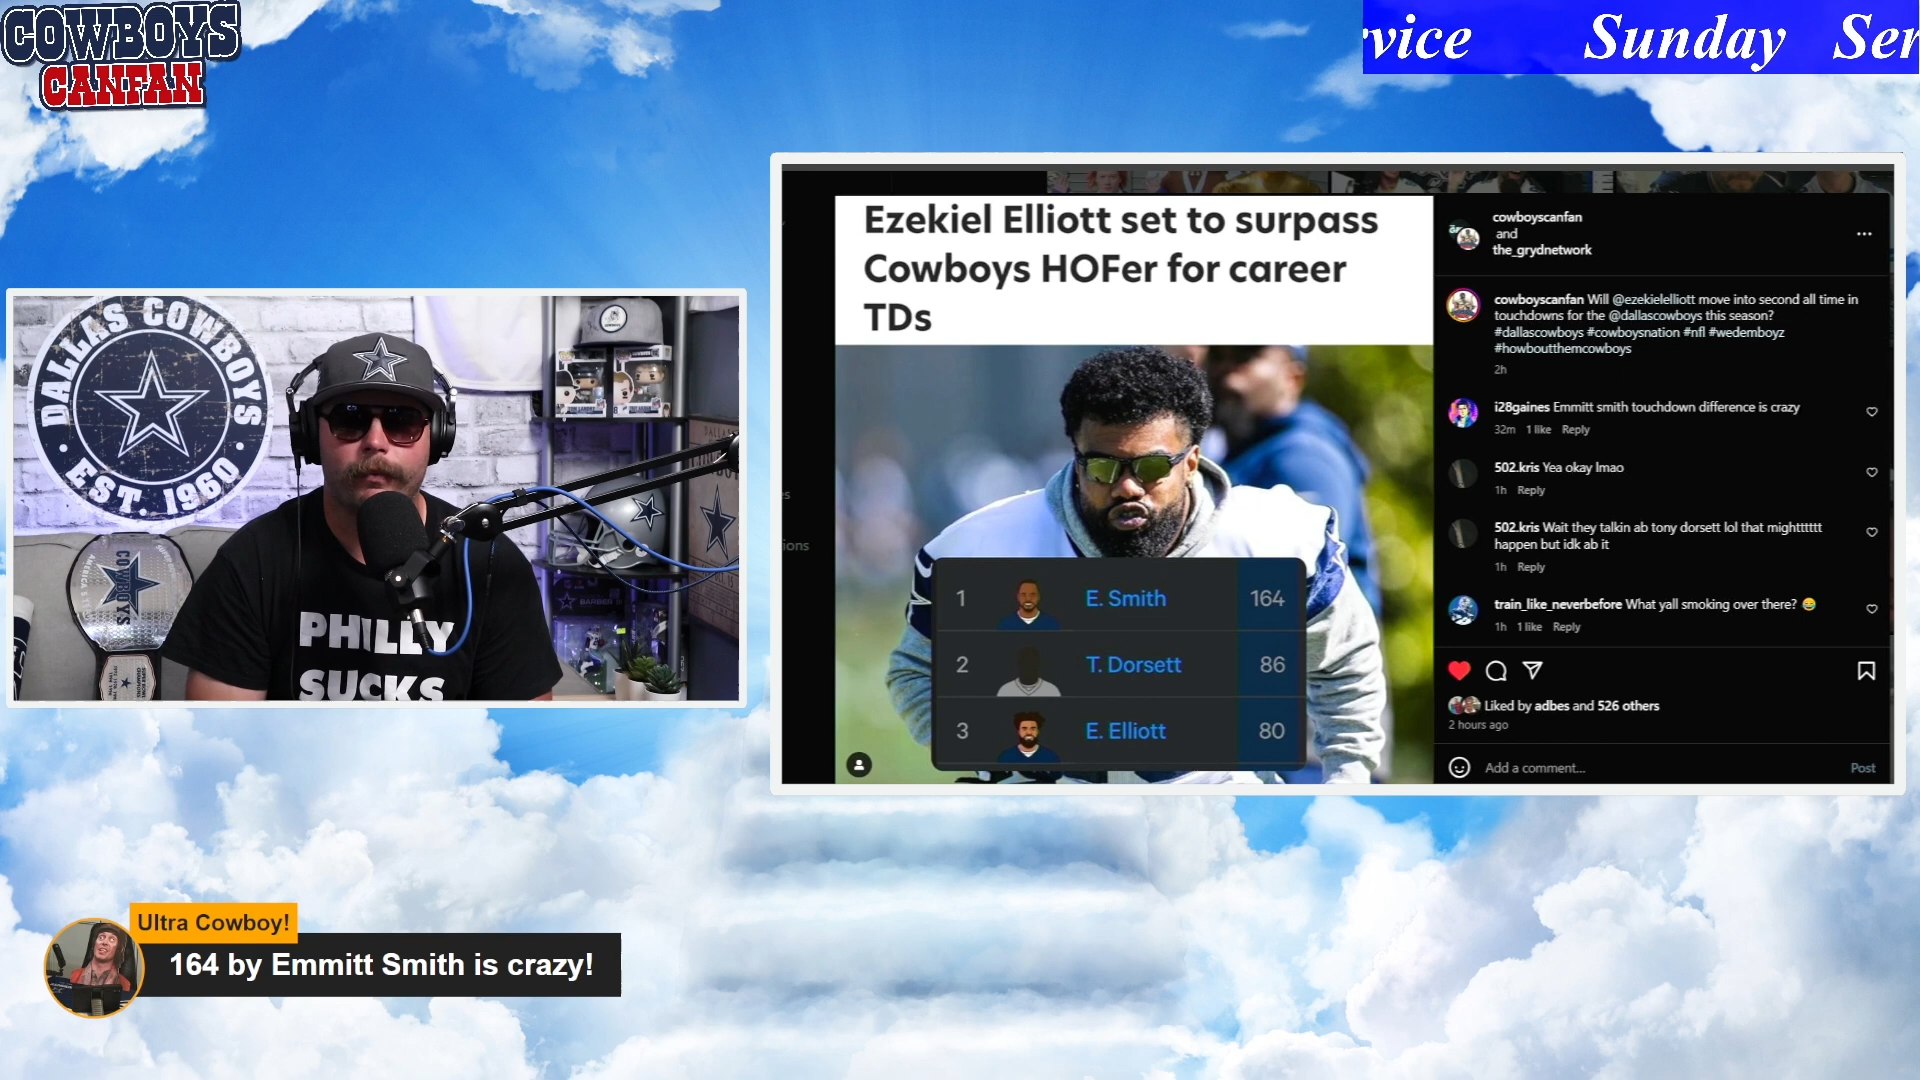 COWBOYS
CANFAN
rvice Sunday Ser
DALLAS COWBOYS
EST. 1960
COWBOYS
PHILLY
SUCKS
Ezekiel Elliott set to surpass
Cowboys HOFer for career
TDs
1 E. Smith 164
2 T. Dorsett 86
3 E. Elliott 80
cowboyscanfan
and
the_grydnetwork
cowboyscanfan Will @ezekielelliott move into second all time in
touchdowns for the @dallascowboys this season?
#dallascowboys #cowboysnation #nfl #wedemboyz
#howboutthemcowboys
2h
i28gaines Emmitt smith touchdown difference is crazy
32m 1 like Reply
502.kris Yea okay lmao
1h Reply
502.kris Wait they talkin ab tony dorsett lol that mightttttt
happen but idk ab it
1h Reply
train_like_neverbefore What yall smoking over there? 😂
1h 1 like Reply
Liked by adbes and 526 others
2 hours ago
Add a comment...
Post
Ultra Cowboy!
164 by Emmitt Smith is crazy!